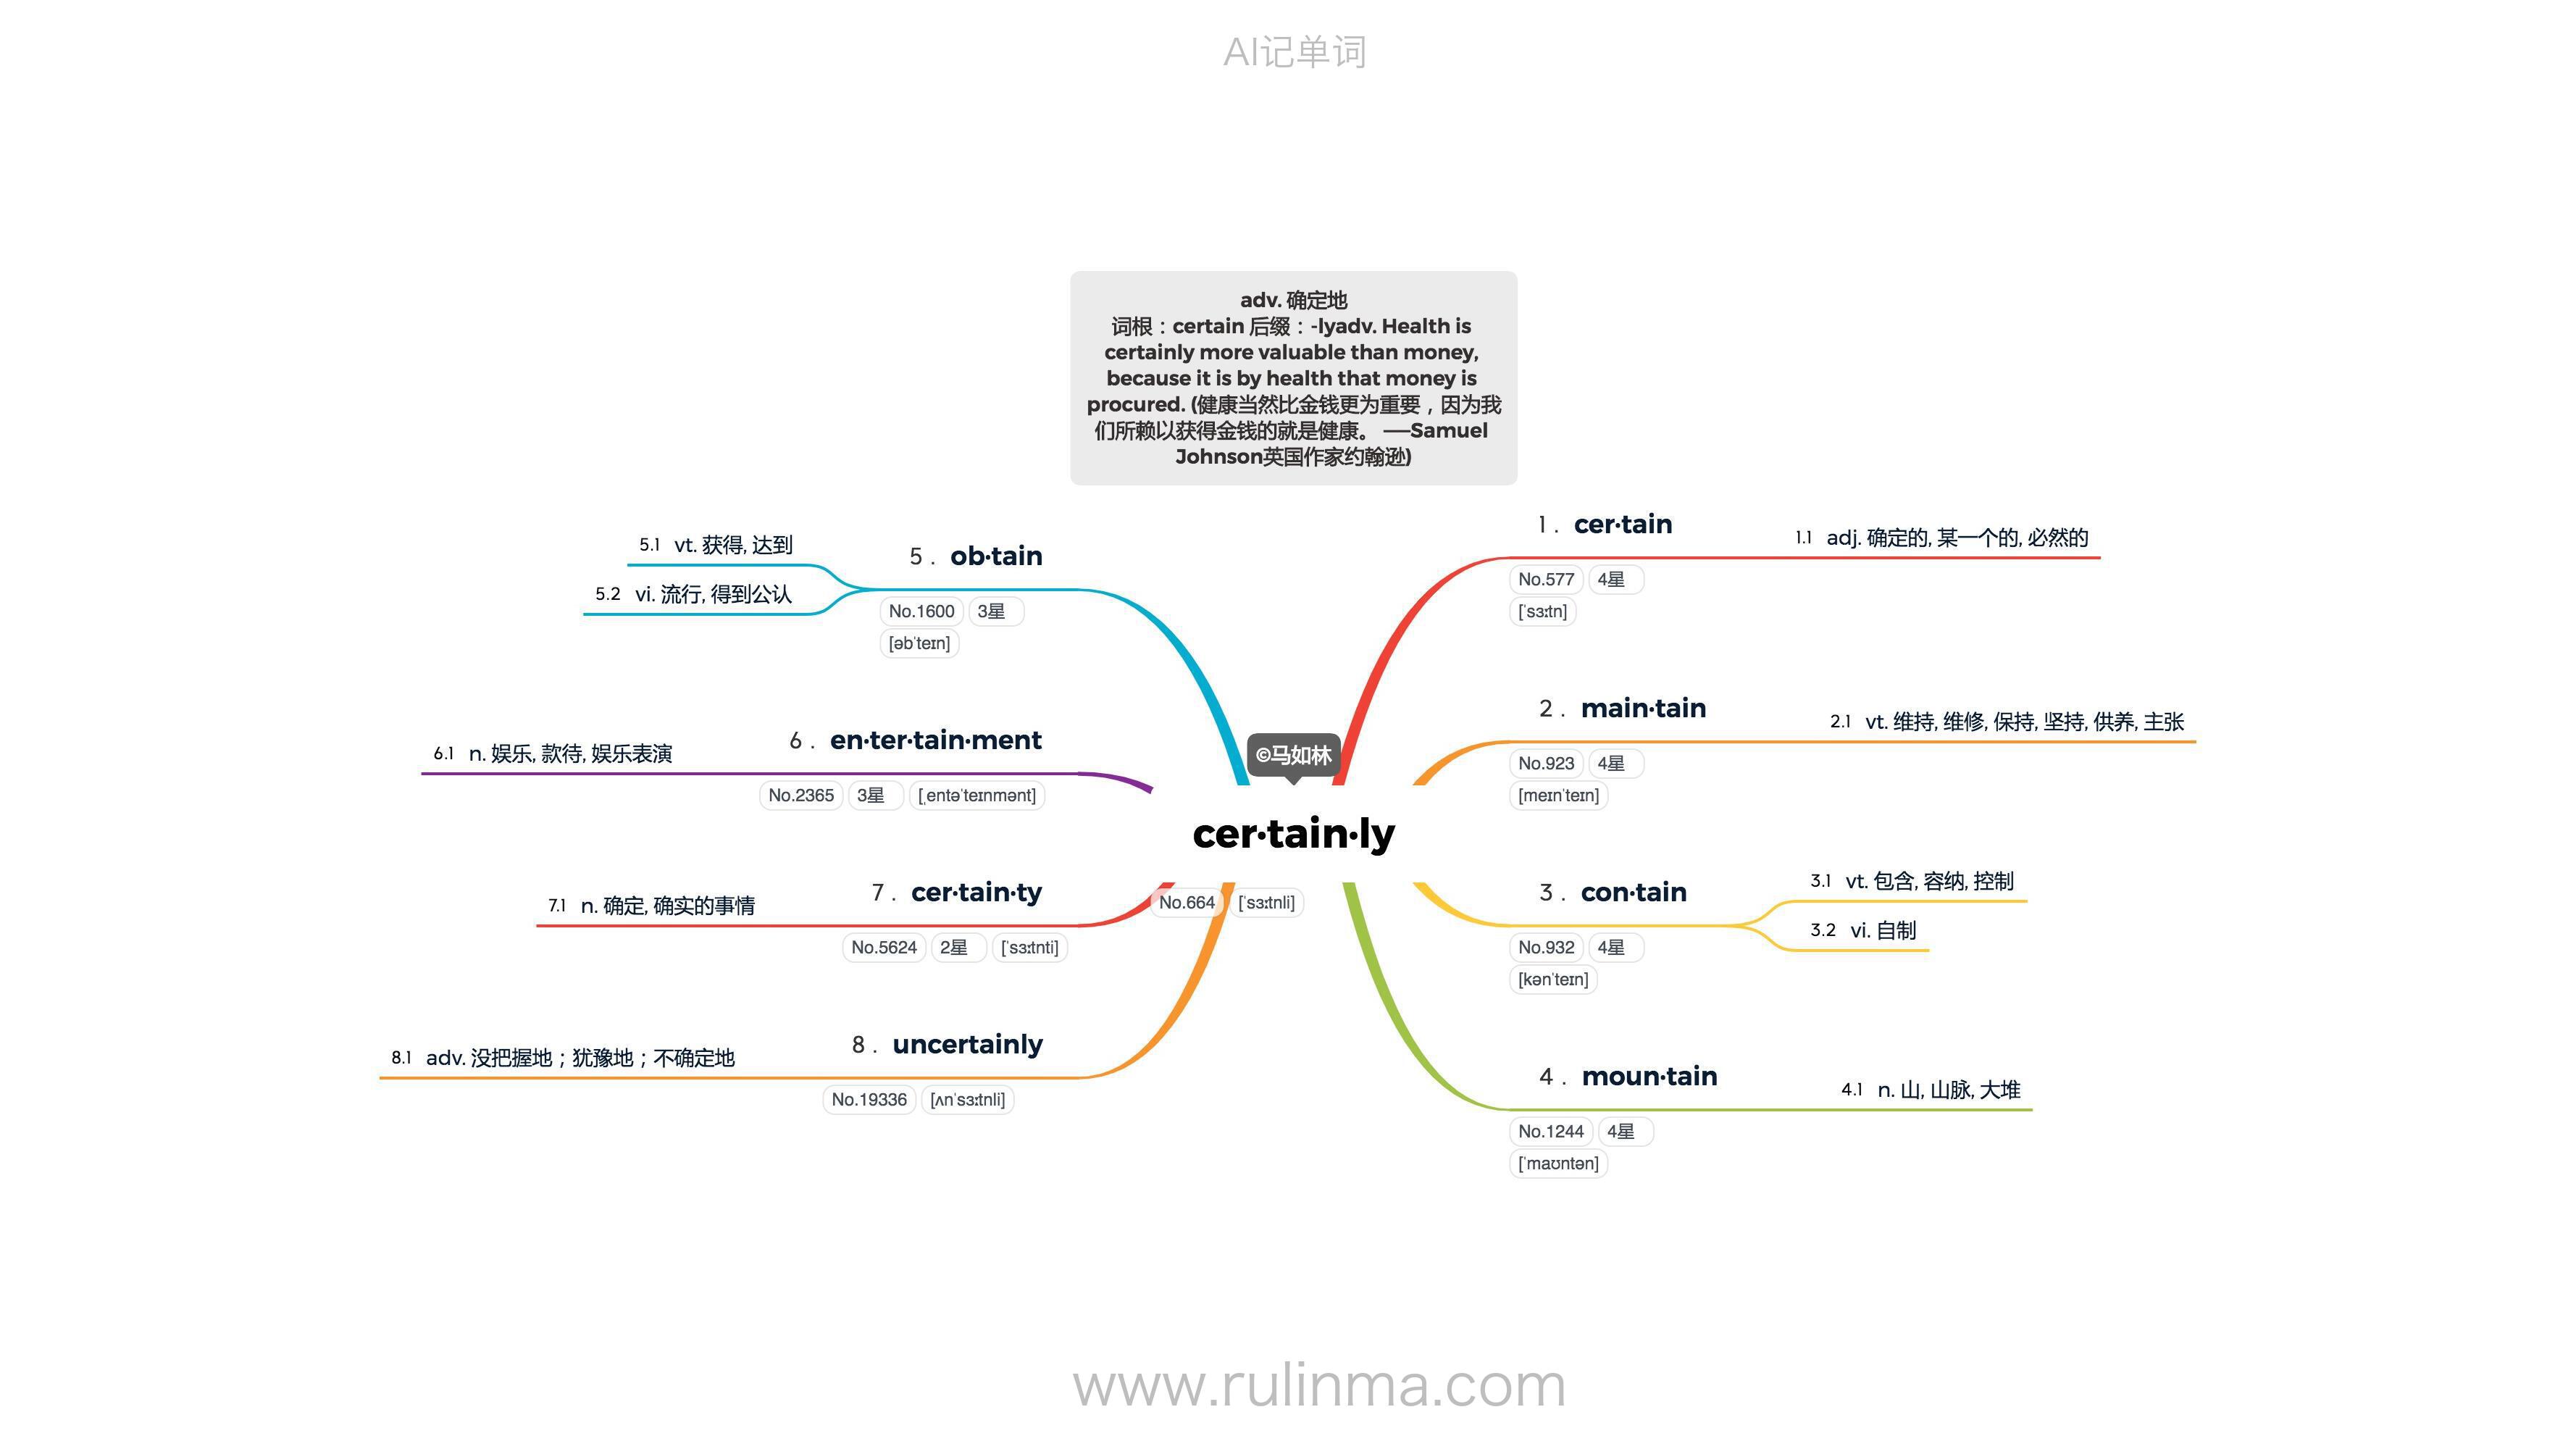 AI记单词
adv. 确定地
词根：certain 后缀：-lyadv. Health is
certainly more valuable than money,
because it is by health that money is
procured. (健康当然比金钱更为重要，因为我
们所赖以获得金钱的就是健康。 —–Samuel
Johnson英国作家约翰逊)
©马如林
cer·tain·ly
No.664 [ˈsɜːtnli]
1 . cer·tain
No.577 4星
[ˈsɜːtn]
1.1 adj. 确定的, 某一个的, 必然的
2 . main·tain
No.923 4星
[meɪnˈteɪn]
2.1 vt. 维持, 维修, 保持, 坚持, 供养, 主张
3 . con·tain
No.932 4星
[kənˈteɪn]
3.1 vt. 包含, 容纳, 控制
3.2 vi. 自制
4 . moun·tain
No.1244 4星
[ˈmaʊntən]
4.1 n. 山, 山脉, 大堆
5 . ob·tain
No.1600 3星
[əbˈteɪn]
5.1 vt. 获得, 达到
5.2 vi. 流行, 得到公认
6 . en·ter·tain·ment
No.2365 3星 [ˌentəˈteɪnmənt]
6.1 n. 娱乐, 款待, 娱乐表演
7 . cer·tain·ty
No.5624 2星 [ˈsɜːtnti]
7.1 n. 确定, 确实的事情
8 . uncertainly
No.19336 [ʌnˈsɜːtnli]
8.1 adv. 没把握地；犹豫地；不确定地
www.rulinma.com